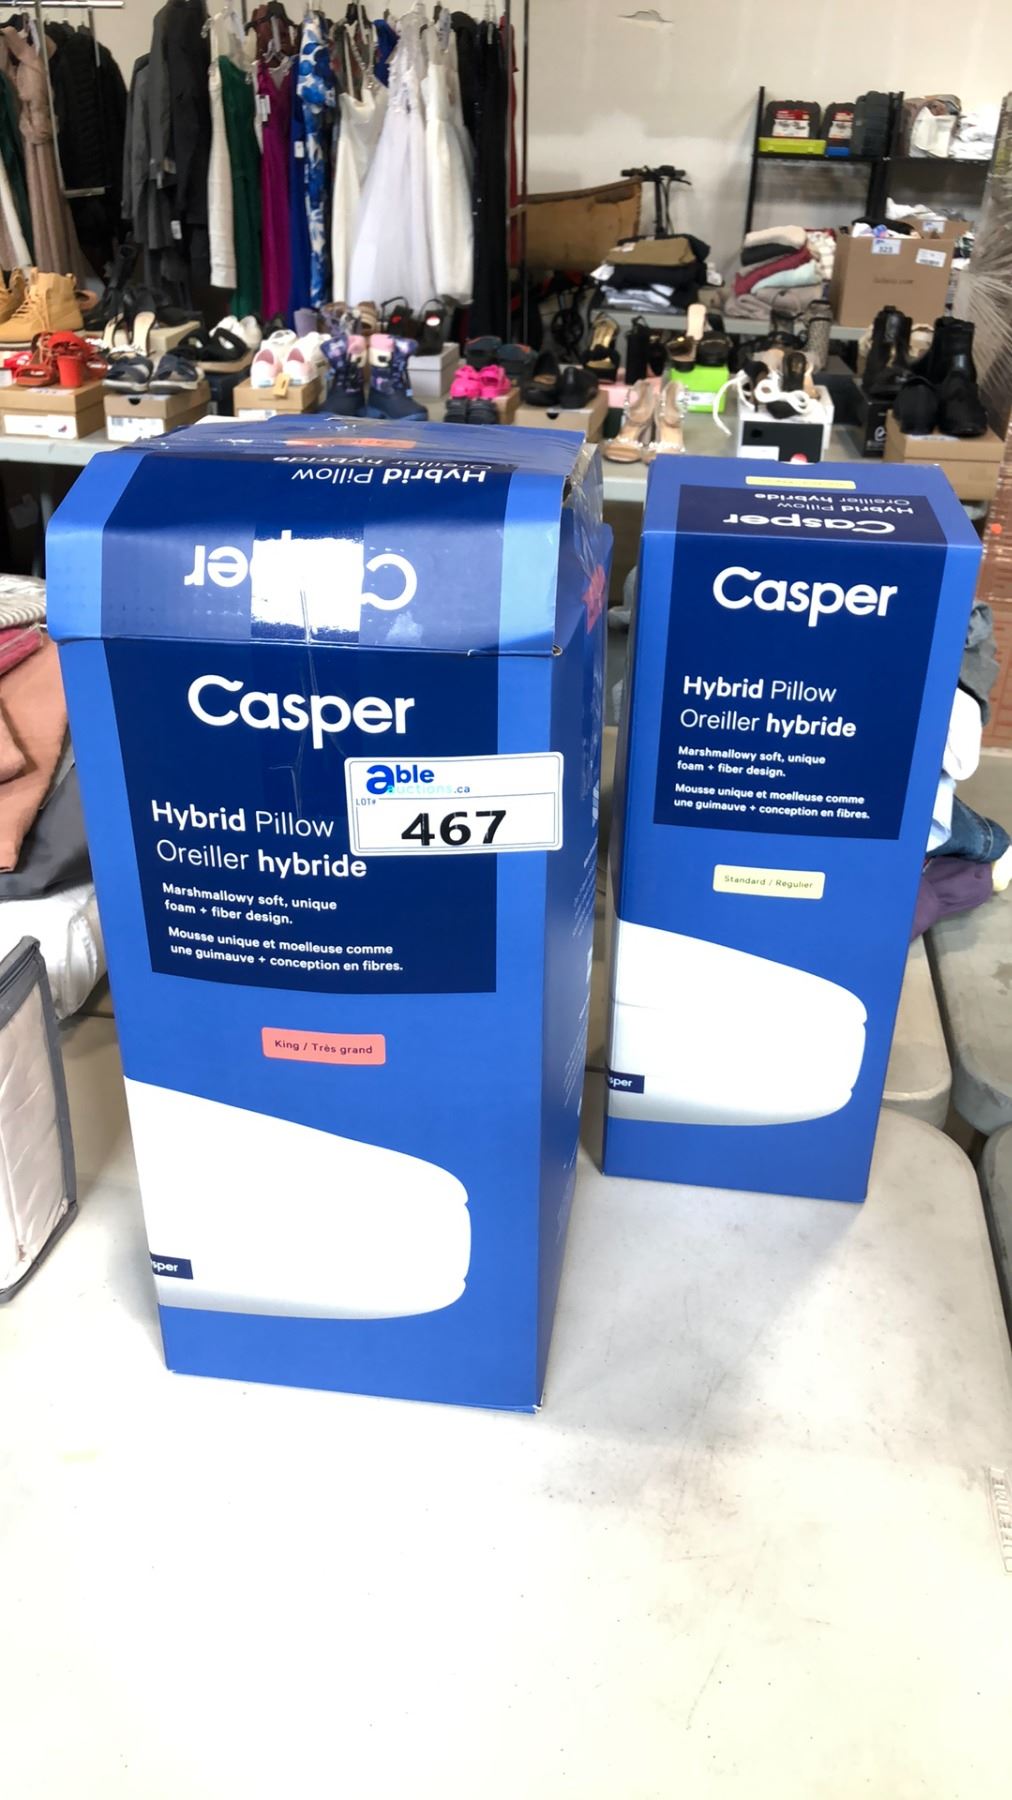 Hybrid Pillow
Oreiller hybride
Casper
Casper
Hybrid Pillow
Oreiller hybride
Marshmallowy soft, unique
foam + fiber design.
Mousse unique et moelleuse comme
une guimauve + conception en fibres.
King / Très grand
sper
able
auctions.ca
LOT#
467
Hybrid Pillow
Oreiller hybride
Casper
Casper
Hybrid Pillow
Oreiller hybride
Marshmallowy soft, unique
foam + fiber design.
Mousse unique et moelleuse comme
une guimauve + conception en fibres.
Standard / Regulier
sper
LIFETIME